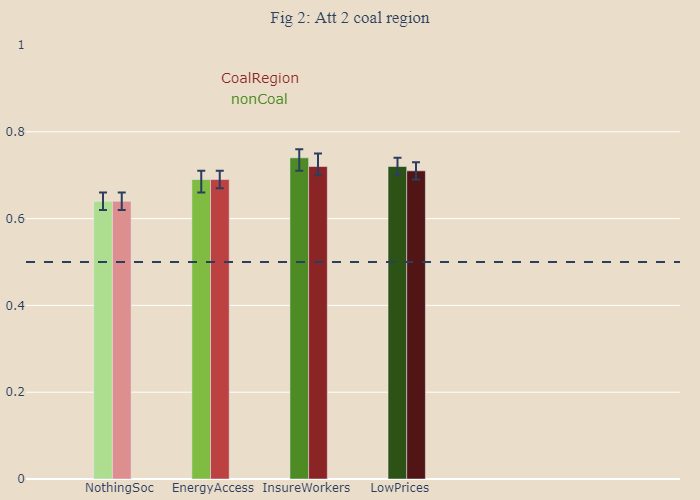 Fig 2: Att 2 coal region
1
CoalRegion
nonCoal
0.8
0.6
0.4
0.2
0
NothingSoc EnergyAccess InsureWorkers LowPrices